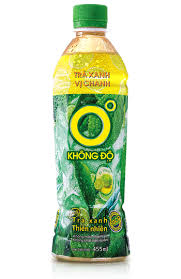 TRÀ XANH
VỊ CHANH
0°
KHÔNG ĐỘ
Trà xanh
Thiên nhiên
455ml